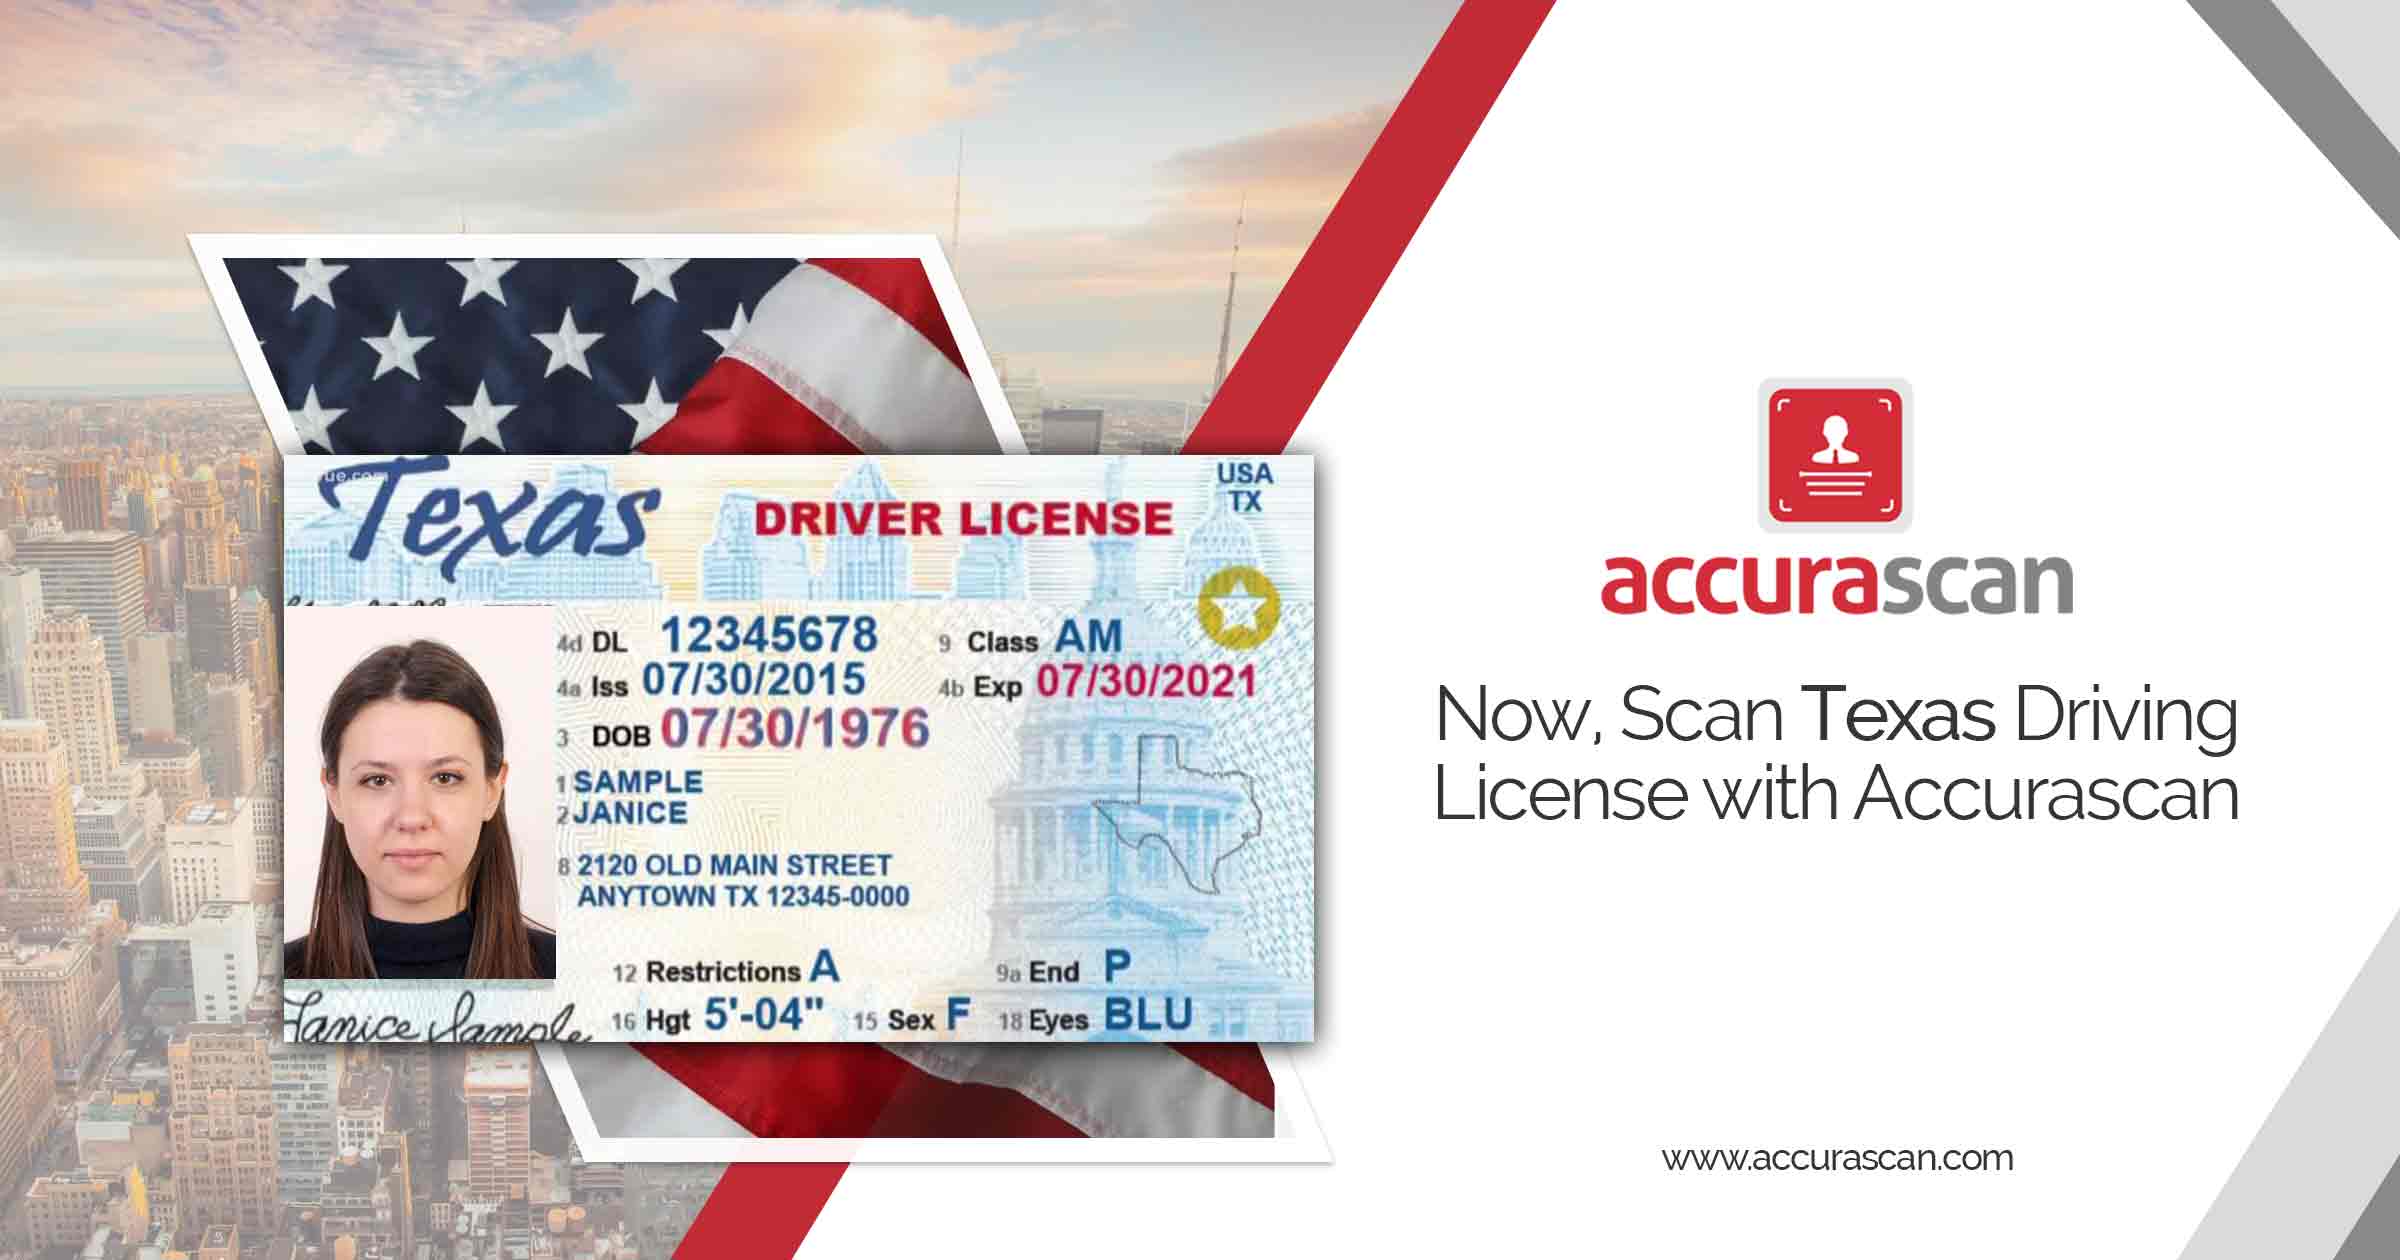 ue.com
Texas
DRIVER LICENSE
USA
TX
4d DL 12345678
9 Class AM
4a Iss 07/30/2015
4b Exp 07/30/2021
3 DOB 07/30/1976
1 SAMPLE
2 JANICE
8 2120 OLD MAIN STREET
ANYTOWN TX 12345-0000
12 Restrictions A
9a End P
16 Hgt 5'-04"
15 Sex F
18 Eyes BLU
Janice Sample
accurascan
Now, Scan Texas Driving
License with Accurascan
www.accurascan.com